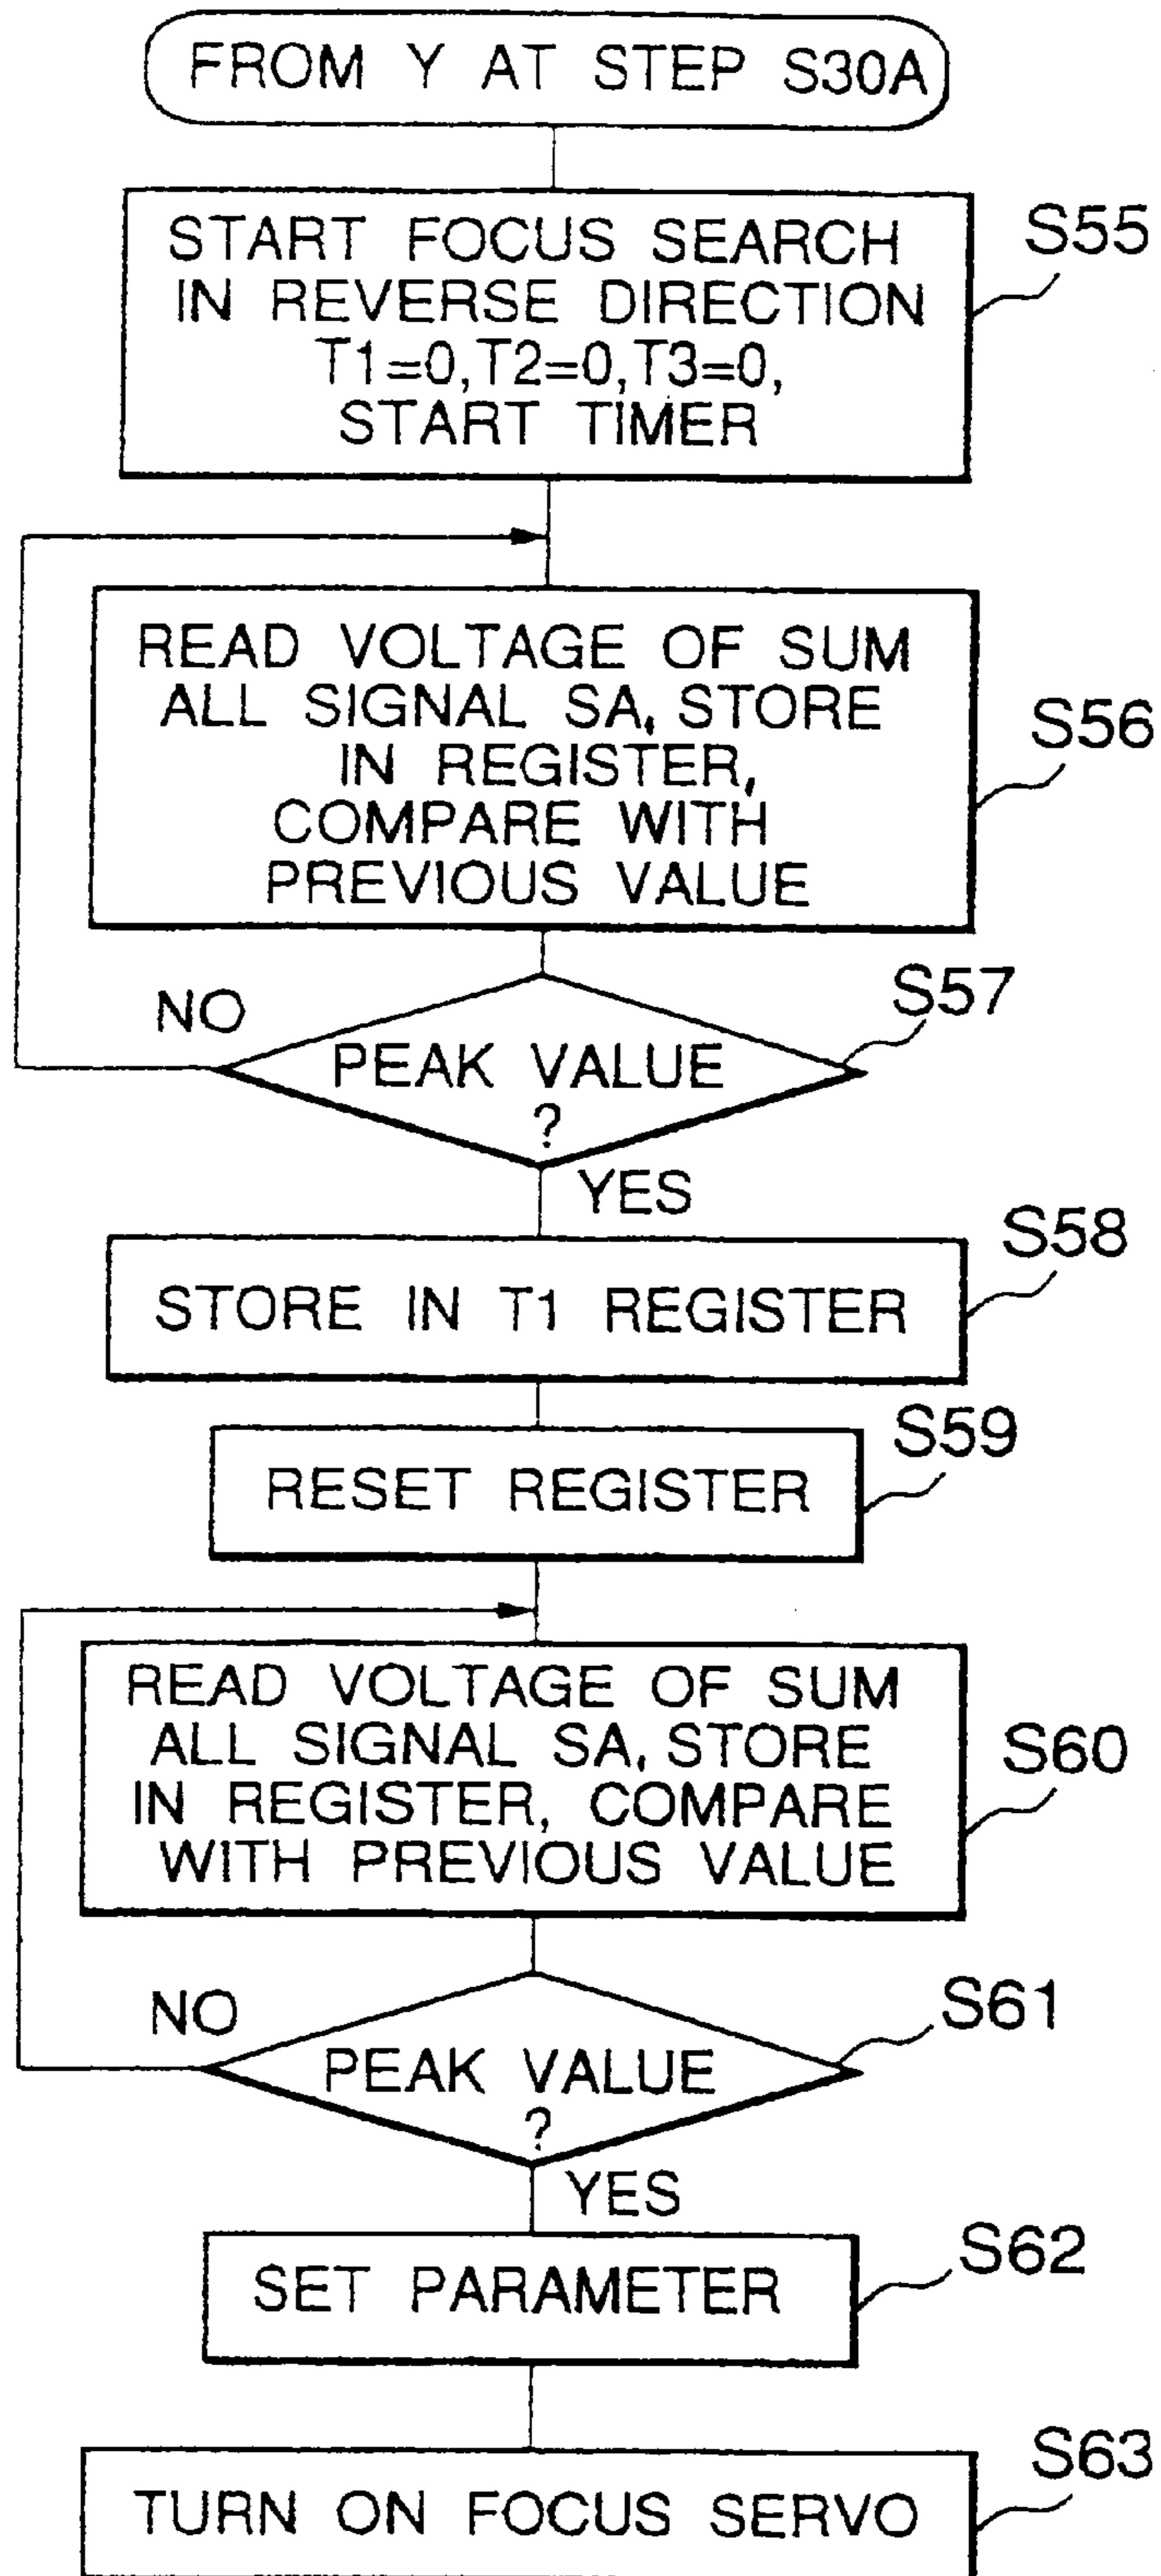 FROM Y AT STEP S30A
START FOCUS SEARCH
IN REVERSE DIRECTION
T1=0, T2=0, T3=0,
START TIMER
S55
READ VOLTAGE OF SUM
ALL SIGNAL SA, STORE
IN REGISTER,
COMPARE WITH
PREVIOUS VALUE
S56
NO
S57
PEAK VALUE
?
YES
S58
STORE IN T1 REGISTER
S59
RESET REGISTER
READ VOLTAGE OF SUM
ALL SIGNAL SA, STORE
IN REGISTER, COMPARE
WITH PREVIOUS VALUE
S60
NO
S61
PEAK VALUE
?
YES
S62
SET PARAMETER
S63
TURN ON FOCUS SERVO